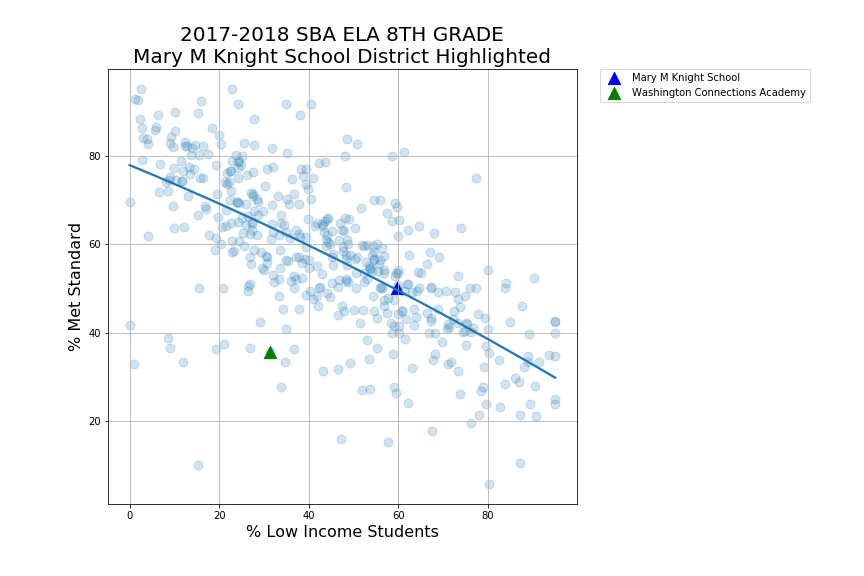 2017-2018 SBA ELA 8TH GRADE
Mary M Knight School District Highlighted
Mary M Knight School
Washington Connections Academy
% Met Standard
80
60
40
20
0
20
40
60
80
% Low Income Students